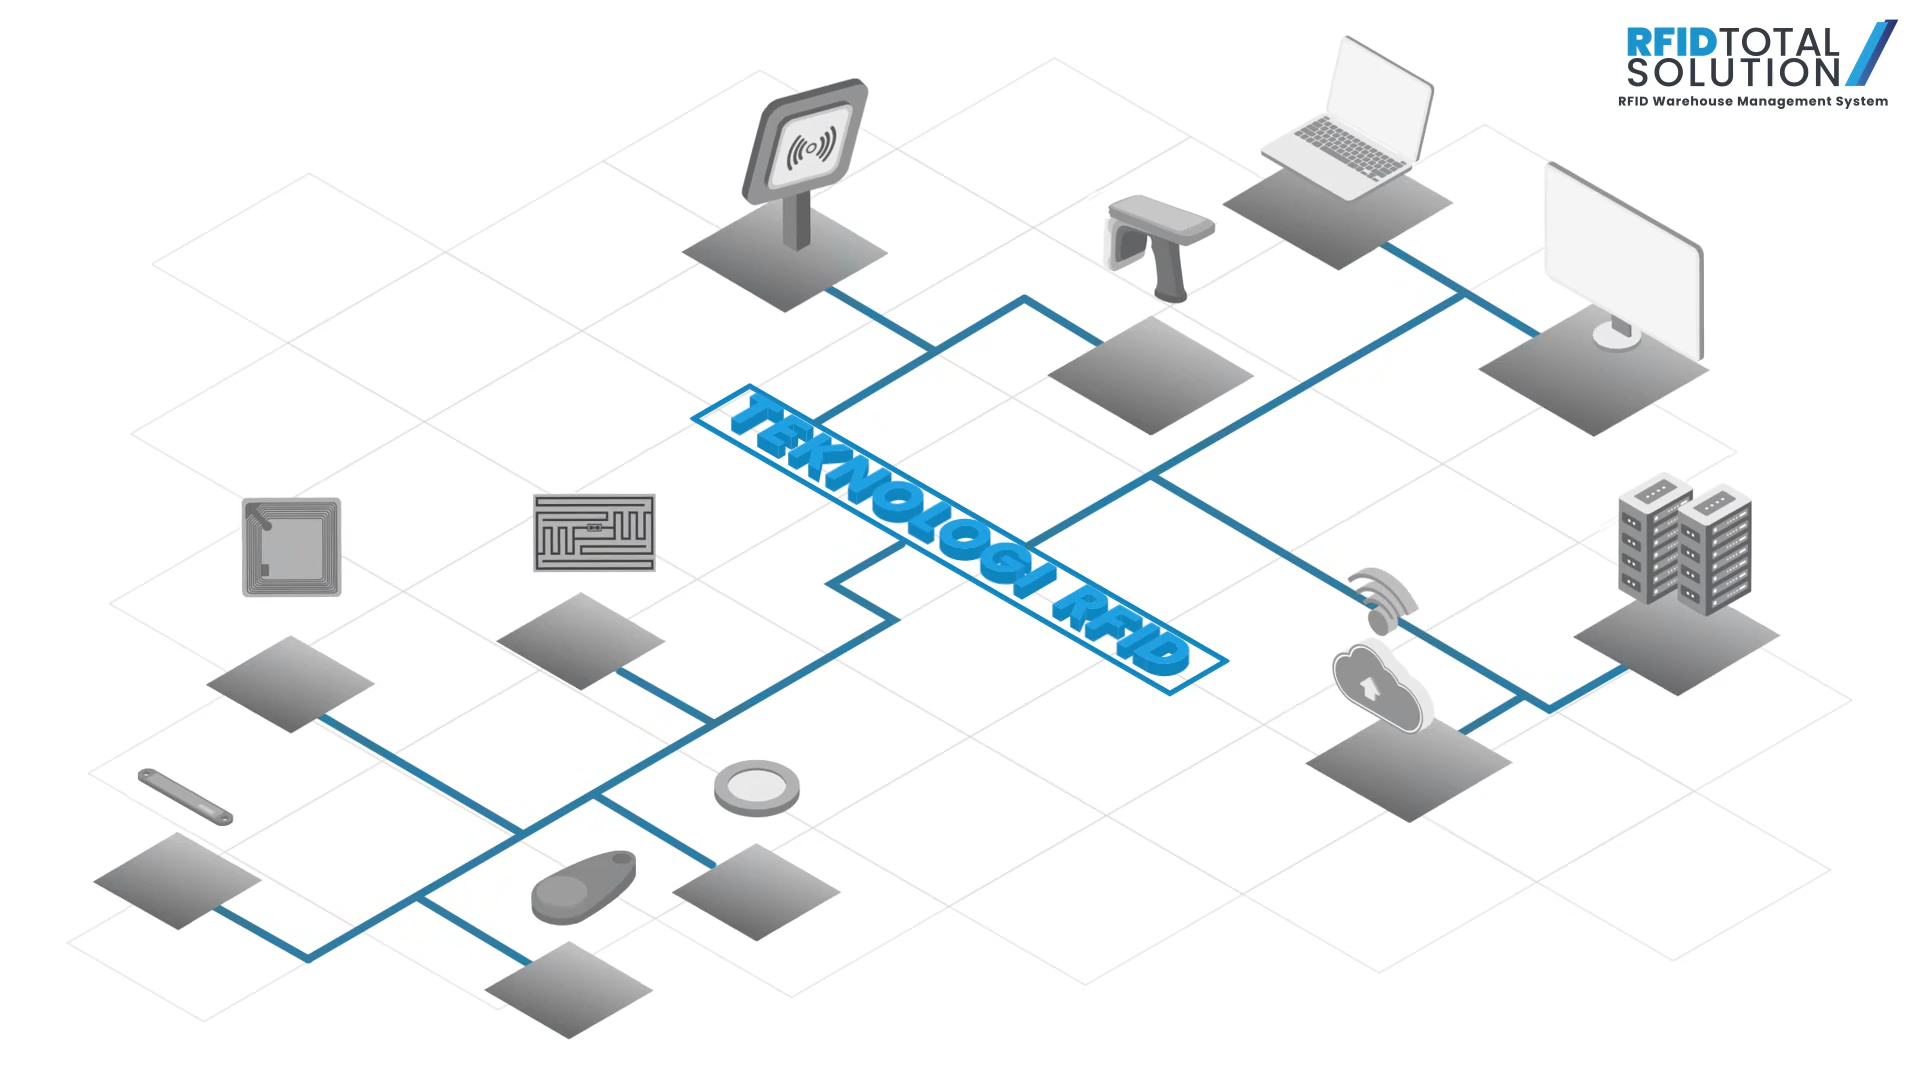 RFIDTOTAL
SOLUTION
RFID Warehouse Management System
TEKNOLOGI RFID